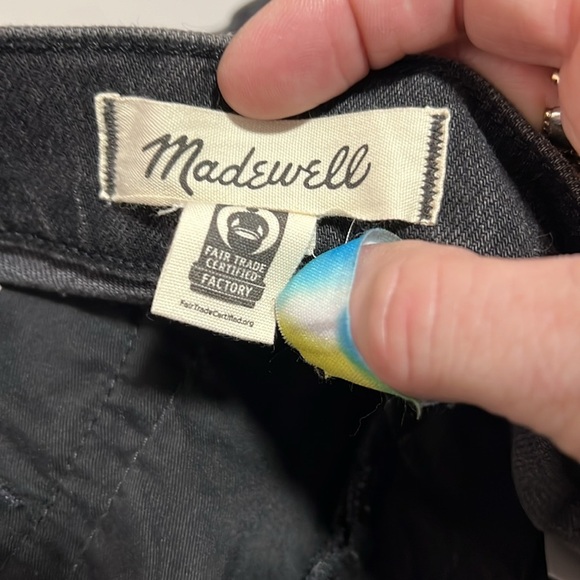 Madewell
FAIR TRADE
CERTIFIED
FACTORY
FairTradeCertified.org